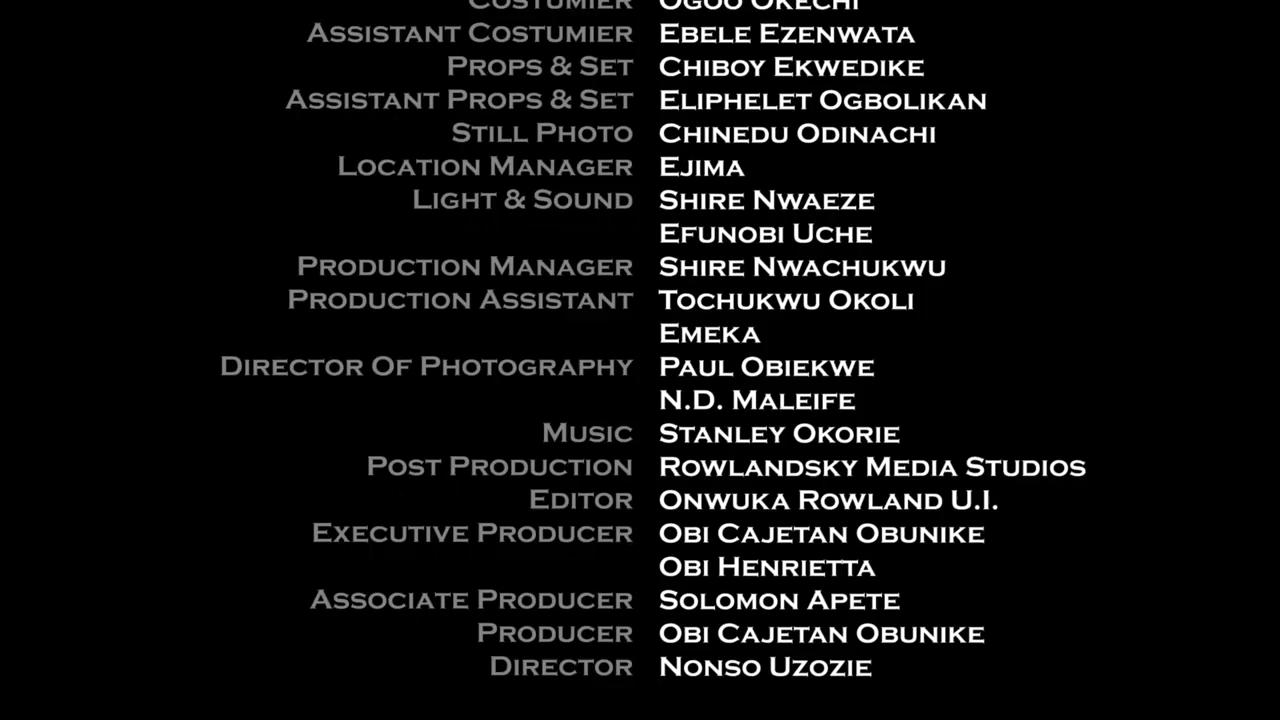 COSTUMIER OGOO OKECHI
ASSISTANT COSTUMIER EBELE EZENWATA
PROPS & SET CHIBOY EKWEDIKE
ASSISTANT PROPS & SET ELIPHELET OGBOLIKAN
STILL PHOTO CHINEDU ODINACHI
LOCATION MANAGER EJIMA
LIGHT & SOUND SHIRE NWAEZE
EFUNOBI UCHE
PRODUCTION MANAGER SHIRE NWACHUKWU
PRODUCTION ASSISTANT TOCHUKWU OKOLI
EMEKA
DIRECTOR OF PHOTOGRAPHY PAUL OBIEKWE
N.D. MALEIFE
MUSIC STANLEY OKORIE
POST PRODUCTION ROWLANDSKY MEDIA STUDIOS
EDITOR ONWUKA ROWLAND U.I.
EXECUTIVE PRODUCER OBI CAJETAN OBUNIKE
OBI HENRIETTA
ASSOCIATE PRODUCER SOLOMON APETE
PRODUCER OBI CAJETAN OBUNIKE
DIRECTOR NONSO UZOZIE